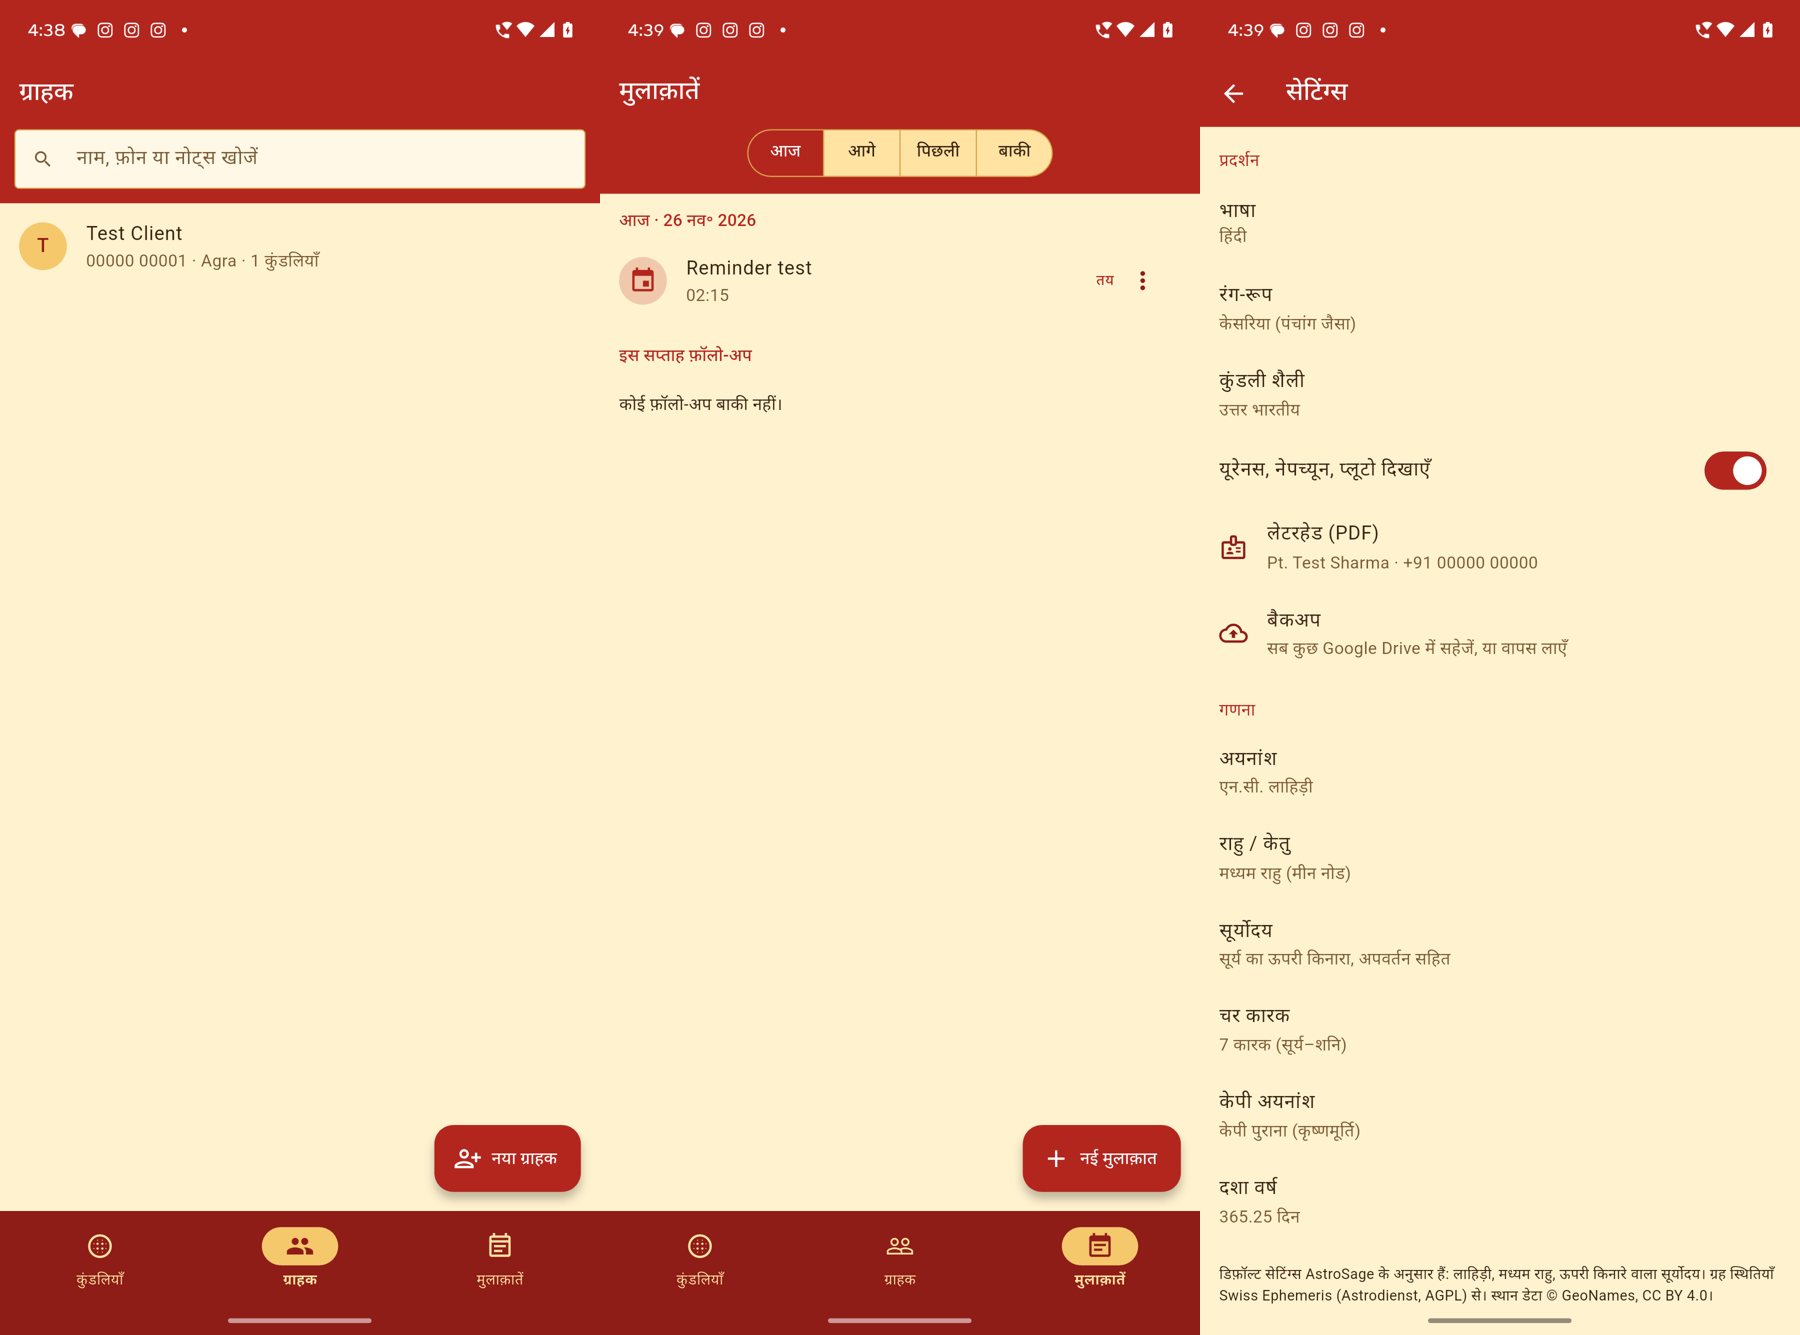 4:38
ग्राहक
नाम, फ़ोन या नोट्स खोजें
T
Test Client
00000 00001 · Agra · 1 कुंडलियाँ
नया ग्राहक
कुंडलियाँ
ग्राहक
मुलाक़ातें
4:39
मुलाक़ातें
आज
आगे
पिछली
बाकी
आज · 26 नव॰ 2026
Reminder test
02:15
तय
इस सप्ताह फ़ॉलो-अप
कोई फ़ॉलो-अप बाकी नहीं।
नई मुलाक़ात
कुंडलियाँ
ग्राहक
मुलाक़ातें
4:39
सेटिंग्स
प्रदर्शन
भाषा
हिंदी
रंग-रूप
केसरिया (पंचांग जैसा)
कुंडली शैली
उत्तर भारतीय
यूरेनस, नेपच्यून, प्लूटो दिखाएँ
लेटरहेड (PDF)
Pt. Test Sharma · +91 00000 00000
बैकअप
सब कुछ Google Drive में सहेजें, या वापस लाएँ
गणना
अयनांश
एन.सी. लाहिड़ी
राहु / केतु
मध्यम राहु (मीन नोड)
सूर्योदय
सूर्य का ऊपरी किनारा, अपवर्तन सहित
चर कारक
7 कारक (सूर्य–शनि)
केपी अयनांश
केपी पुराना (कृष्णमूर्ति)
दशा वर्ष
365.25 दिन
डिफ़ॉल्ट सेटिंग्स AstroSage के अनुसार हैं: लाहिड़ी, मध्यम राहु, ऊपरी किनारे वाला सूर्योदय। ग्रह स्थितियाँ
Swiss Ephemeris (Astrodienst, AGPL) से। स्थान डेटा © GeoNames, CC BY 4.0।